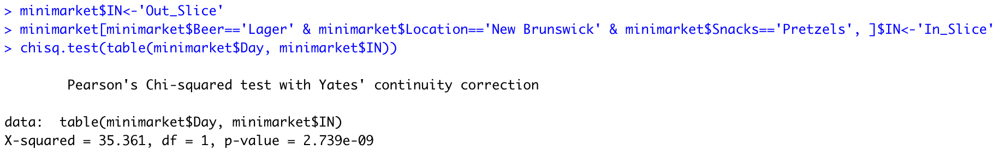 > minimarket$IN<-'Out_Slice'
> minimarket[minimarket$Beer=='Lager' & minimarket$Location=='New Brunswick' & minimarket$Snacks=='Pretzels', ]$IN<-'In_Slice'
> chisq.test(table(minimarket$Day, minimarket$IN))
Pearson's Chi-squared test with Yates' continuity correction
data:  table(minimarket$Day, minimarket$IN)
X-squared = 35.361, df = 1, p-value = 2.739e-09